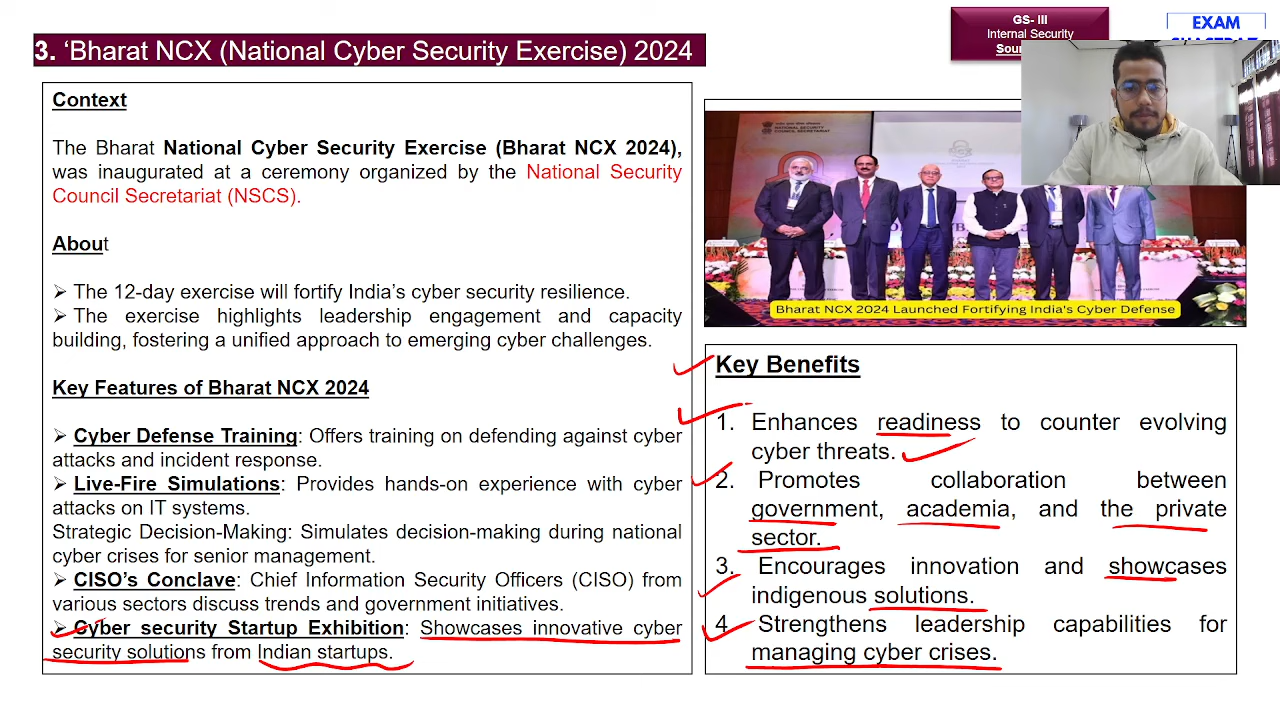 3. ‘Bharat NCX (National Cyber Security Exercise) 2024
GS- III
Internal Security
EXAM
Context
The Bharat National Cyber Security Exercise (Bharat NCX 2024),
was inaugurated at a ceremony organized by the National Security
Council Secretariat (NSCS).
About
➢ The 12-day exercise will fortify India’s cyber security resilience.
➢ The exercise highlights leadership engagement and capacity
building, fostering a unified approach to emerging cyber challenges.
Key Features of Bharat NCX 2024
➢ Cyber Defense Training: Offers training on defending against cyber
attacks and incident response.
➢ Live-Fire Simulations: Provides hands-on experience with cyber
attacks on IT systems.
Strategic Decision-Making: Simulates decision-making during national
cyber crises for senior management.
➢ CISO’s Conclave: Chief Information Security Officers (CISO) from
various sectors discuss trends and government initiatives.
➢ Cyber security Startup Exhibition: Showcases innovative cyber
security solutions from Indian startups.
NATIONAL SECURITY
COUNCIL SECRETARIAT
Bharat NCX 2024 Launched Fortifying India's Cyber Defense
Key Benefits
1. Enhances readiness to counter evolving
cyber threats.
2. Promotes collaboration between
government, academia, and the private
sector.
3. Encourages innovation and showcases
indigenous solutions.
4. Strengthens leadership capabilities for
managing cyber crises.